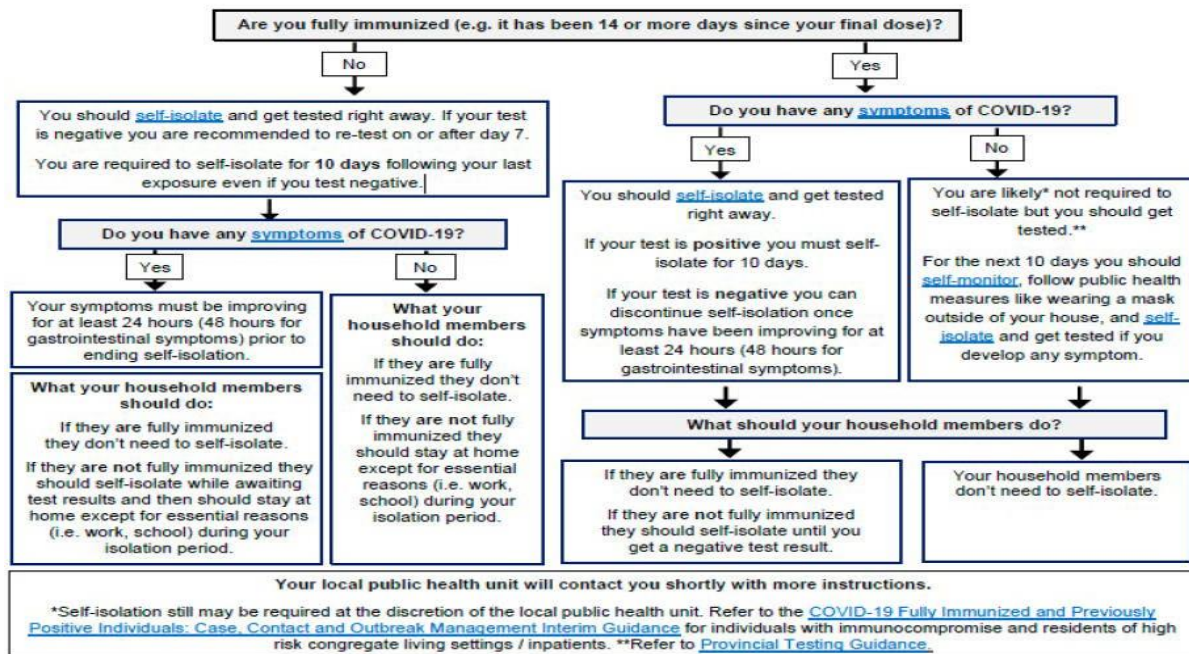 Are you fully immunized (e.g. it has been 14 or more days since your final dose)?
No
You should self-isolate and get tested right away. If your test
is negative you are recommended to re-test on or after day 7.
You are required to self-isolate for 10 days following your last
exposure even if you test negative.
Do you have any symptoms of COVID-19?
Yes
Your symptoms must be improving
for at least 24 hours (48 hours for
gastrointestinal symptoms) prior to
ending self-isolation.
What your household members
should do:
If they are fully immunized
they don't need to self-isolate.
If they are not fully immunized they
should self-isolate while awaiting
test results and then should stay at
home except for essential reasons
(i.e. work, school) during your
isolation period.
No
What your
household members
should do:
If they are fully
immunized they don't
need to self-isolate.
If they are not fully
immunized they
should stay at home
except for essential
reasons (i.e. work,
school) during your
isolation period.
Yes
Do you have any symptoms of COVID-19?
Yes
You should self-isolate and get tested
right away.
If your test is positive you must self-
isolate for 10 days.
If your test is negative you can
discontinue self-isolation once
symptoms have been improving for at
least 24 hours (48 hours for
gastrointestinal symptoms).
No
You are likely* not required to
self-isolate but you should get
tested.**
For the next 10 days you should
self-monitor, follow public health
measures like wearing a mask
outside of your house, and self-
isolate and get tested if you
develop any symptom.
What should your household members do?
If they are fully immunized they
don't need to self-isolate.
If they are not fully immunized
they should self-isolate until you
get a negative test result.
Your household members
don't need to self-isolate.
Your local public health unit will contact you shortly with more instructions.
*Self-isolation still may be required at the discretion of the local public health unit. Refer to the COVID-19 Fully Immunized and Previously
Positive Individuals: Case, Contact and Outbreak Management Interim Guidance for individuals with immunocompromise and residents of high
risk congregate living settings / inpatients. **Refer to Provincial Testing Guidance.